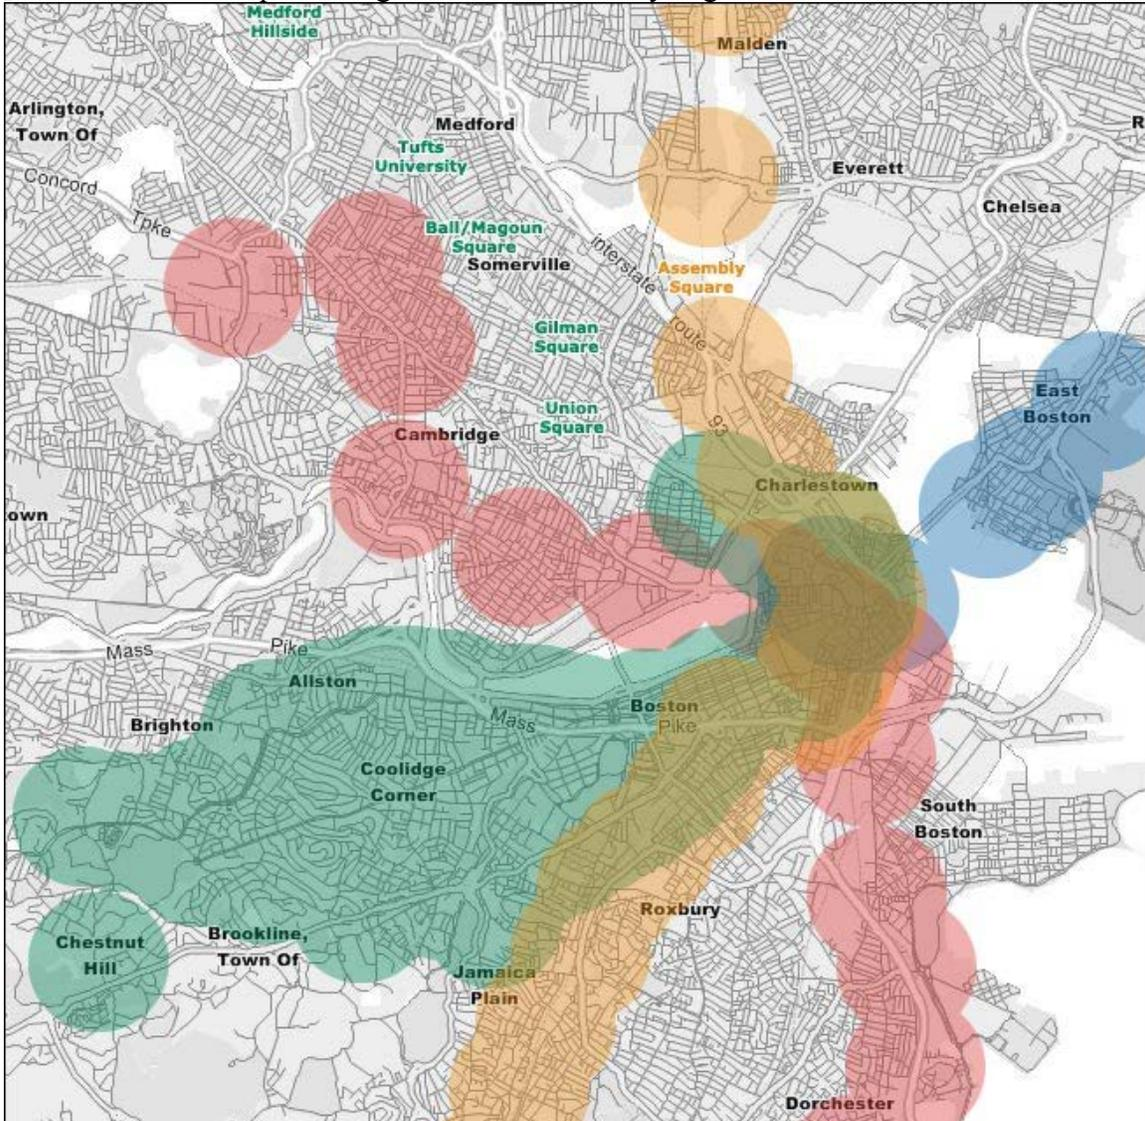 Medford
Hillside
Malden
Arlington,
Town Of
Medford
R
Tufts
University
Everett
Concord
Tpke
Chelsea
Ball/Magoun
Square
Somerville
interstate
Assembly
Square
Gilman
Square
route
East
Boston
Union
Square
93
Cambridge
Charlestown
own
Mass
Pike
Allston
Boston
Brighton
Mass
Pike
Coolidge
Corner
South
Boston
Roxbury
Chestnut
Hill
Brookline,
Town Of
Jamaica
Plain
Dorchester